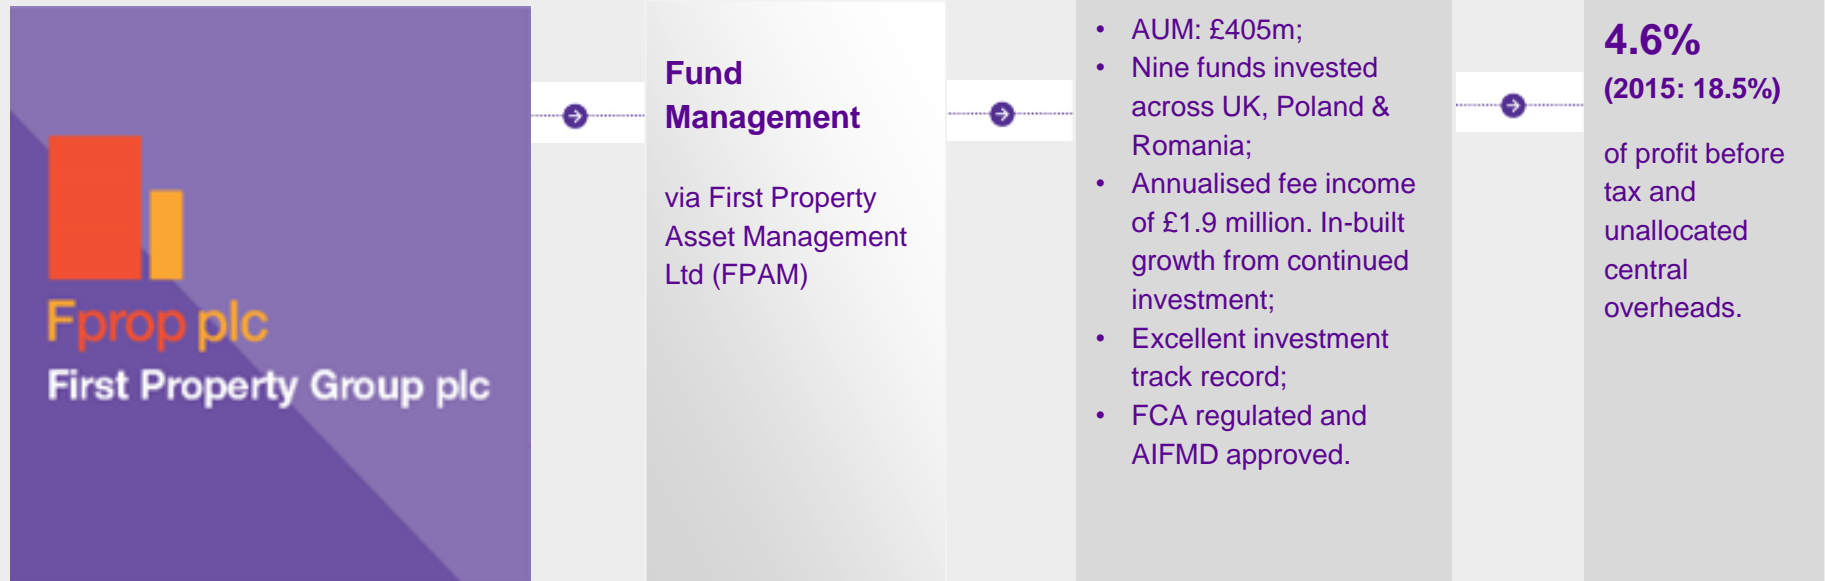 Fprop plc
First Property Group plc
Fund
Management
via First Property
Asset Management
Ltd (FPAM)
• AUM: £405m;
• Nine funds invested
across UK, Poland &
Romania;
• Annualised fee income
of £1.9 million. In-built
growth from continued
investment;
• Excellent investment
track record;
• FCA regulated and
AIFMD approved.
4.6%
(2015: 18.5%)
of profit before
tax and
unallocated
central
overheads.